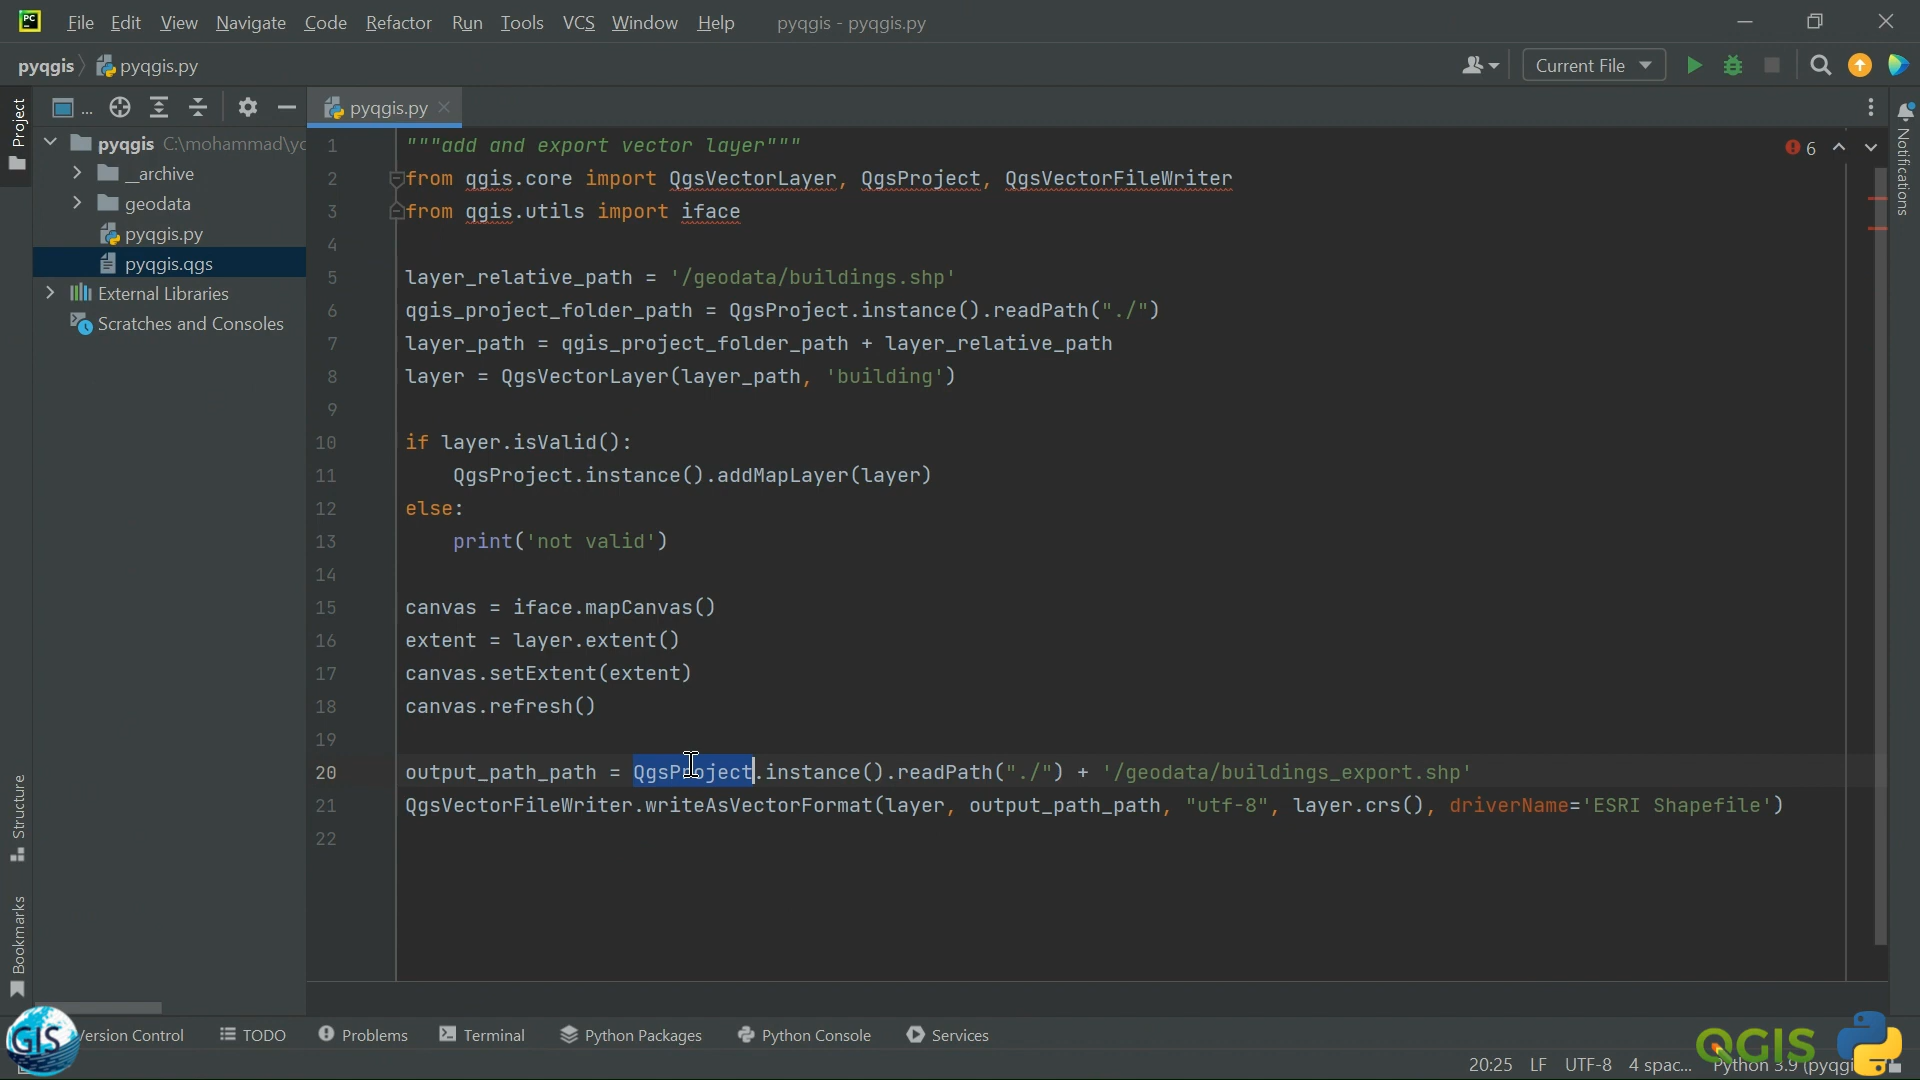 PC File Edit View Navigate Code Refactor Run Tools VCS Window Help pyqgis - pyqgis.py
pyqgis pyqgis.py Current File
Project
... pyqgis.py
pyqgis C:\mohammad\yo
__archive
geodata
pyqgis.py
pyqgis.qgs
External Libraries
Scratches and Consoles
1 """add and export vector layer"""
2 from qgis.core import QgsVectorLayer, QgsProject, QgsVectorFileWriter
3 from qgis.utils import iface
4
5 layer_relative_path = '/geodata/buildings.shp'
6 qgis_project_folder_path = QgsProject.instance().readPath("./")
7 layer_path = qgis_project_folder_path + layer_relative_path
8 layer = QgsVectorLayer(layer_path, 'building')
9
10 if layer.isValid():
11 QgsProject.instance().addMapLayer(layer)
12 else:
13 print('not valid')
14
15 canvas = iface.mapCanvas()
16 extent = layer.extent()
17 canvas.setExtent(extent)
18 canvas.refresh()
19
20 output_path_path = QgsProject.instance().readPath("./") + '/geodata/buildings_export.shp'
21 QgsVectorFileWriter.writeAsVectorFormat(layer, output_path_path, "utf-8", layer.crs(), driverName='ESRI Shapefile')
22
6
Notifications
Structure
Bookmarks
GIS
ersion Control TODO Problems Terminal Python Packages Python Console Services
QGIS
20:25 LF UTF-8 4 spac... Python 3.9 (pyqgi